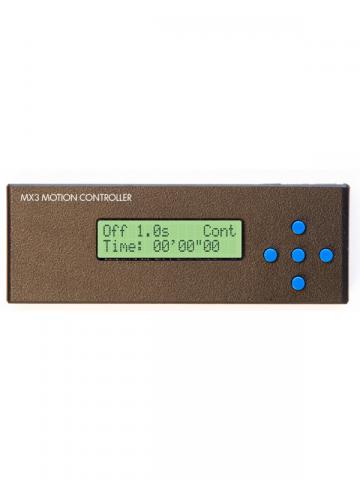 MX3 MOTION CONTROLLER
Off 1.0s Cont
Time: 00'00"00